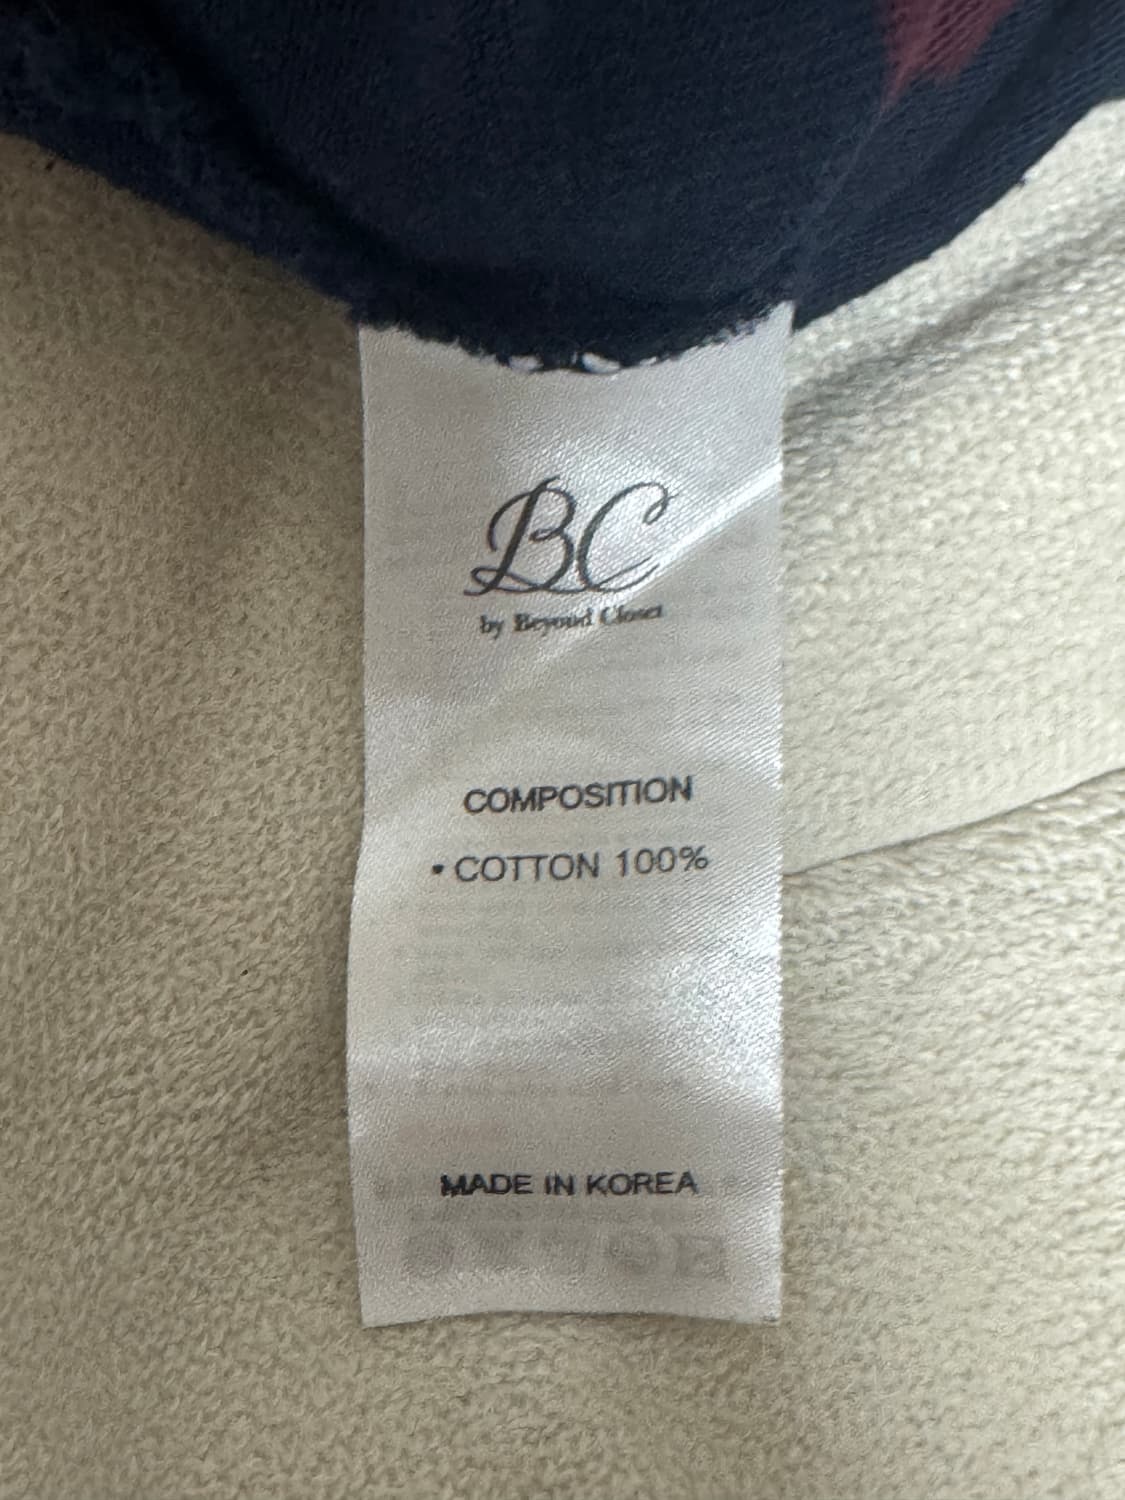 BC
by Beyond Closet
COMPOSITION
• COTTON 100%
MADE IN KOREA